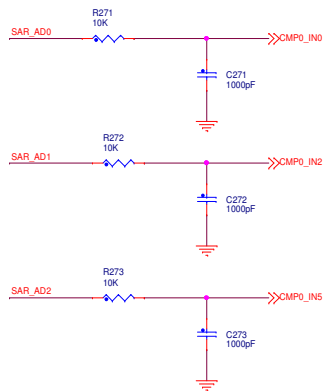 R271
SAR_AD0
10K
CMP0_IN0
C271
1000pF
R272
SAR_AD1
10K
CMP0_IN2
C272
1000pF
R273
SAR_AD2
10K
CMP0_IN5
C273
1000pF